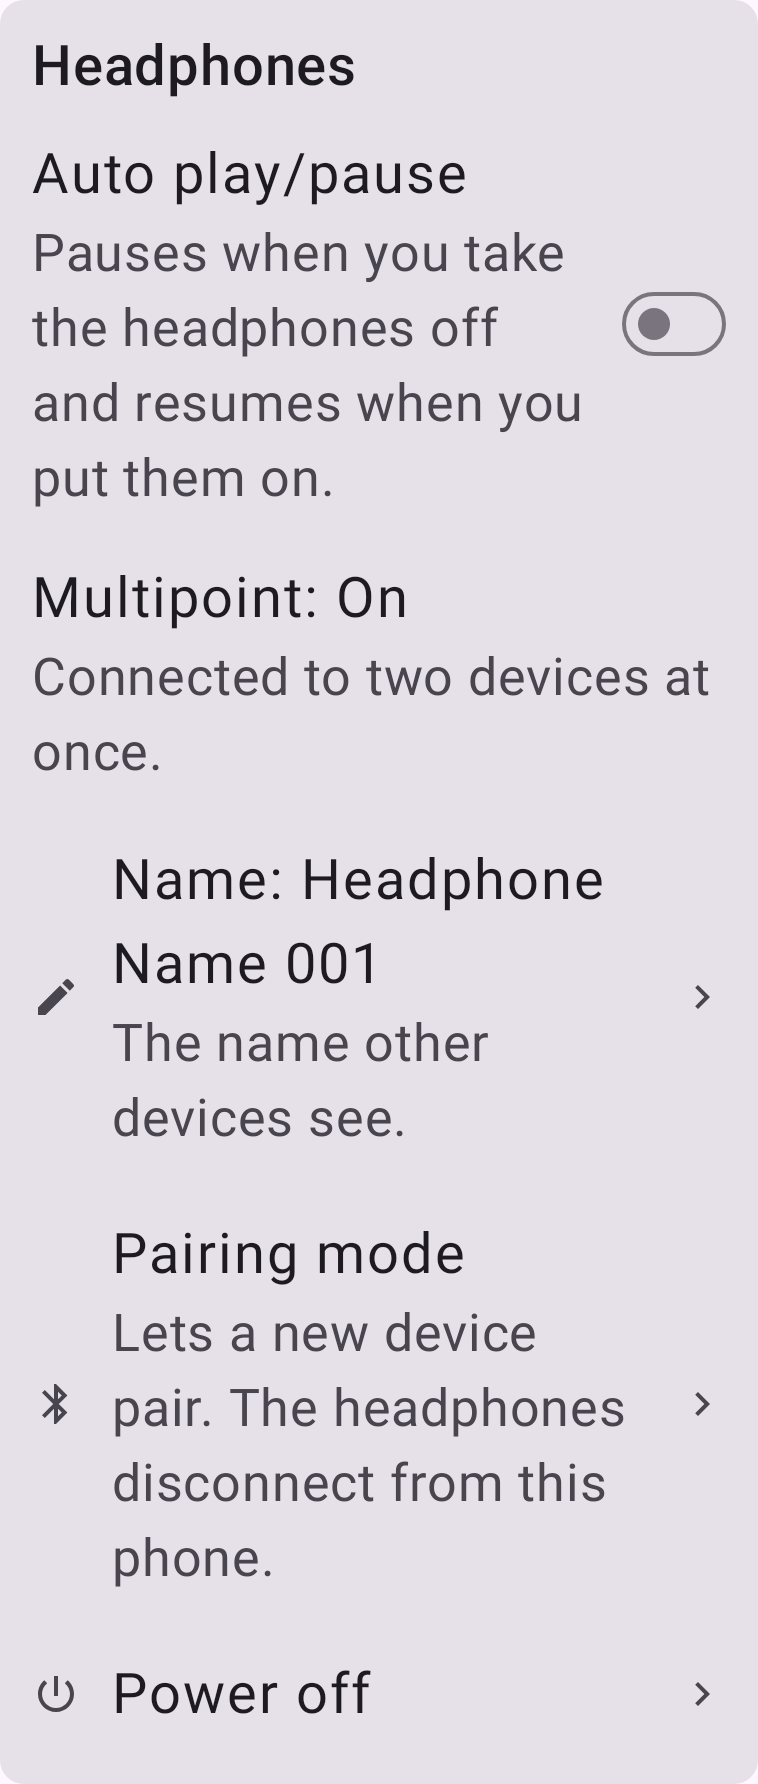 Headphones
Auto play/pause
Pauses when you take
the headphones off
and resumes when you
put them on.
Multipoint: On
Connected to two devices at
once.
Name: Headphone
Name 001
The name other
devices see.
Pairing mode
Lets a new device
pair. The headphones
disconnect from this
phone.
Power off